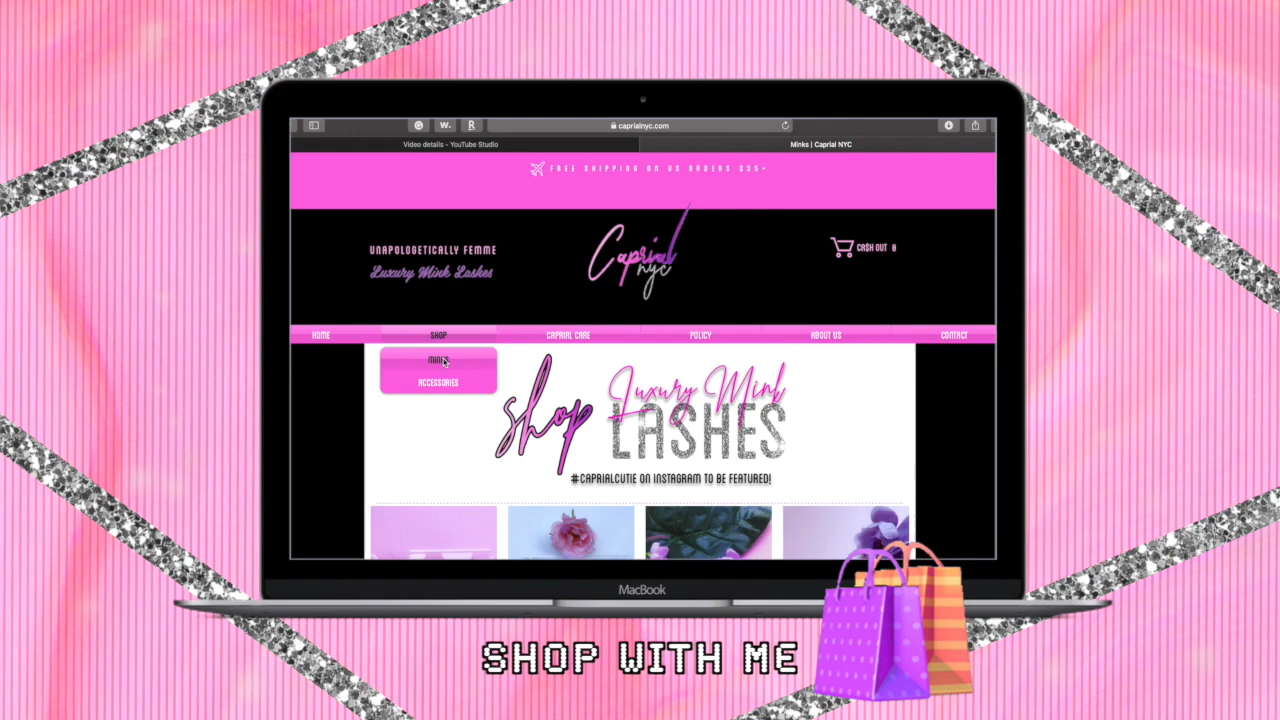 W. R caprialnyc.com
Video details - YouTube Studio
Minks | Caprial NYC
FREE SHIPPING ON US ORDERS $35+
UNAPOLOGETICALLY FEMME
Luxury Mink Lashes
Caprial
nyc
CA$H OUT 0
HOME SHOP CAPRIAL CARE POLICY ABOUT US CONTACT
MINKS
ACCESSORIES
shop
Luxury Mink
LASHES
#CAPRIALCUTIE ON INSTAGRAM TO BE FEATURED!
MacBook
SHOP WITH ME